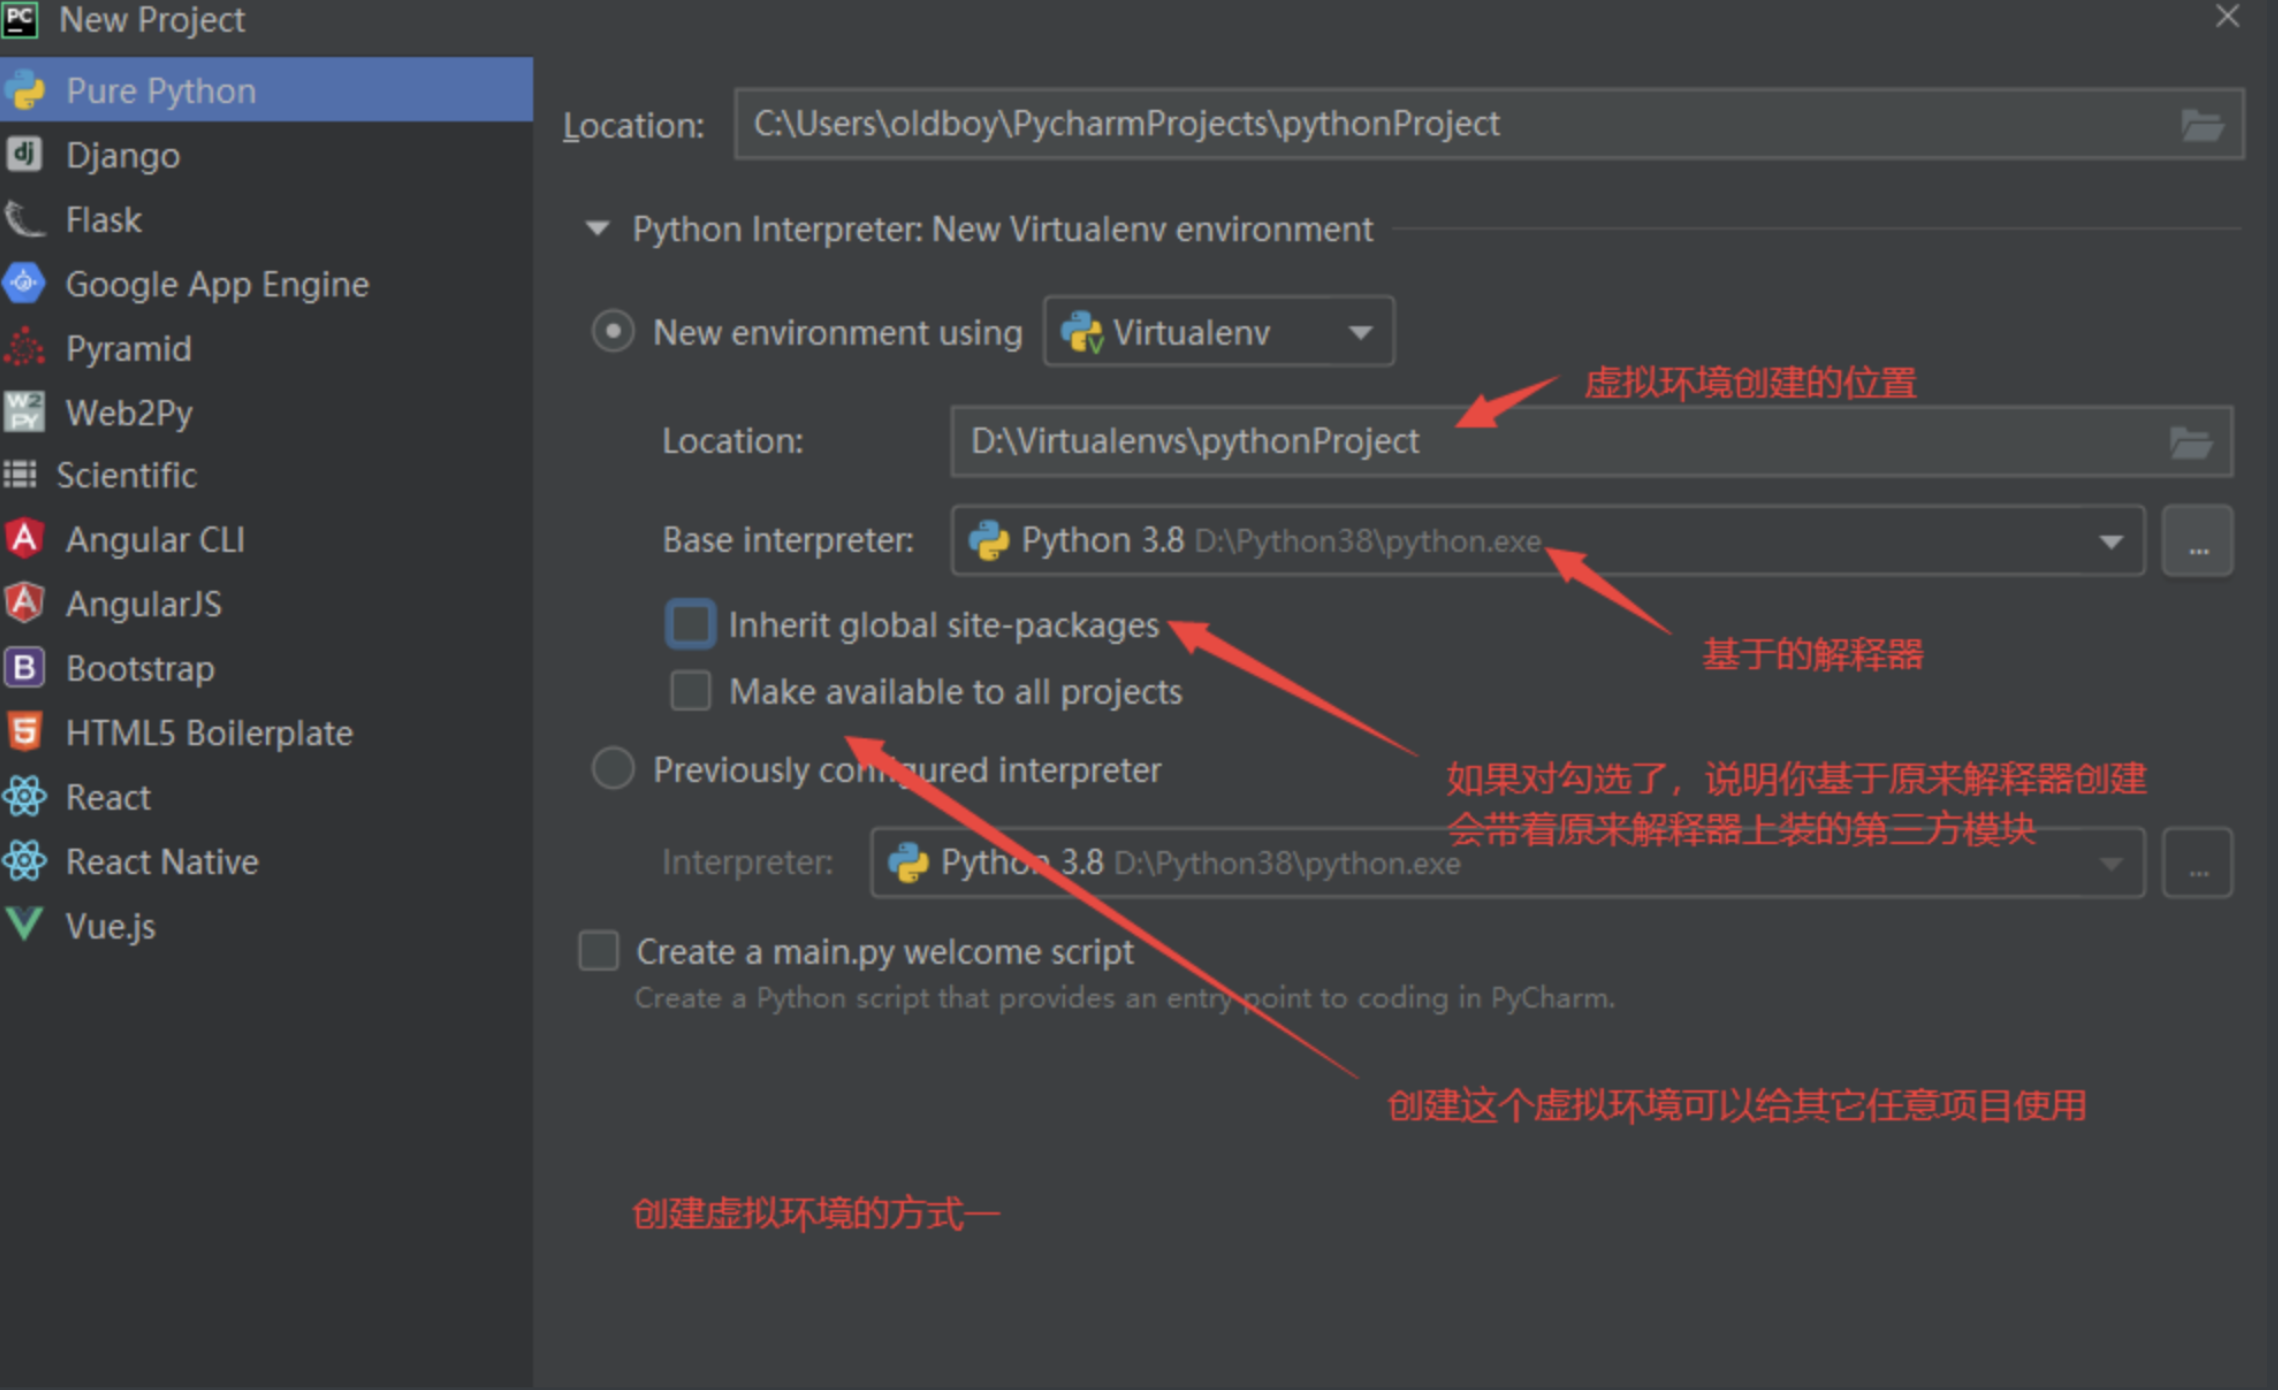 New Project
Pure Python
Django
Flask
Google App Engine
Pyramid
Web2Py
Scientific
Angular CLI
AngularJS
Bootstrap
HTML5 Boilerplate
React
React Native
Vue.js
Location: C:\Users\oldboy\PycharmProjects\pythonProject
Python Interpreter: New Virtualenv environment
New environment using Virtualenv
虚拟环境创建的位置
Location: D:\Virtualenvs\pythonProject
Base interpreter: Python 3.8 D:\Python38\python.exe ...
Inherit global site-packages
基于的解释器
Make available to all projects
Previously configured interpreter
如果对勾选了，说明你基于原来解释器创建
会带着原来解释器上装的第三方模块
Interpreter: Python 3.8 D:\Python38\python.exe ...
Create a main.py welcome script
Create a Python script that provides an entry point to coding in PyCharm.
创建这个虚拟环境可以给其它任意项目使用
创建虚拟环境的方式一